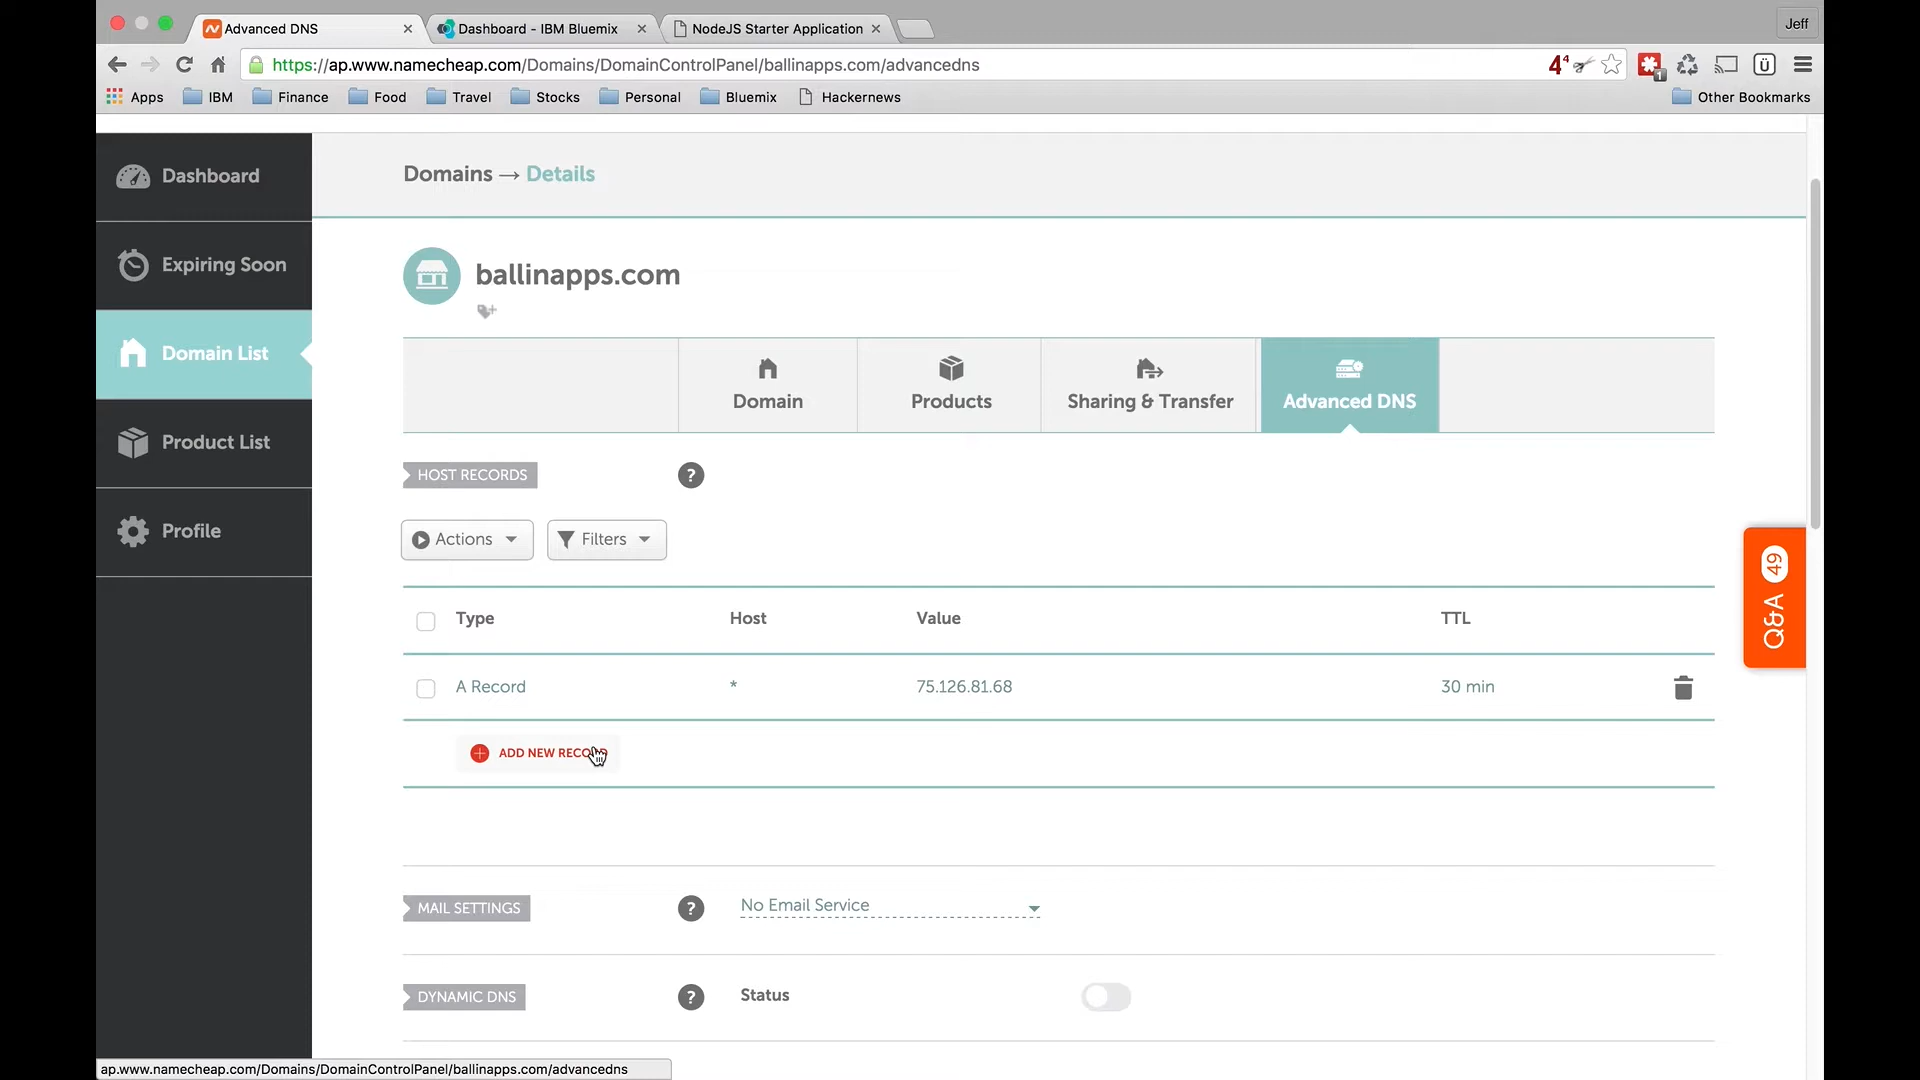 Advanced DNS
Dashboard - IBM Bluemix
NodeJS Starter Application
Jeff
https://ap.www.namecheap.com/Domains/DomainControlPanel/ballinapps.com/advancedns
4⁴
1
Ü
Apps
IBM
Finance
Food
Travel
Stocks
Personal
Bluemix
Hackernews
Other Bookmarks
Dashboard
Expiring Soon
Domain List
Product List
Profile
Domains → Details
ballinapps.com
Domain
Products
Sharing & Transfer
Advanced DNS
HOST RECORDS
?
Actions
Filters
Type Host Value TTL
A Record * 75.126.81.68 30 min
ADD NEW RECORD
MAIL SETTINGS
?
No Email Service
DYNAMIC DNS
?
Status
Q&A 49
ap.www.namecheap.com/Domains/DomainControlPanel/ballinapps.com/advancedns